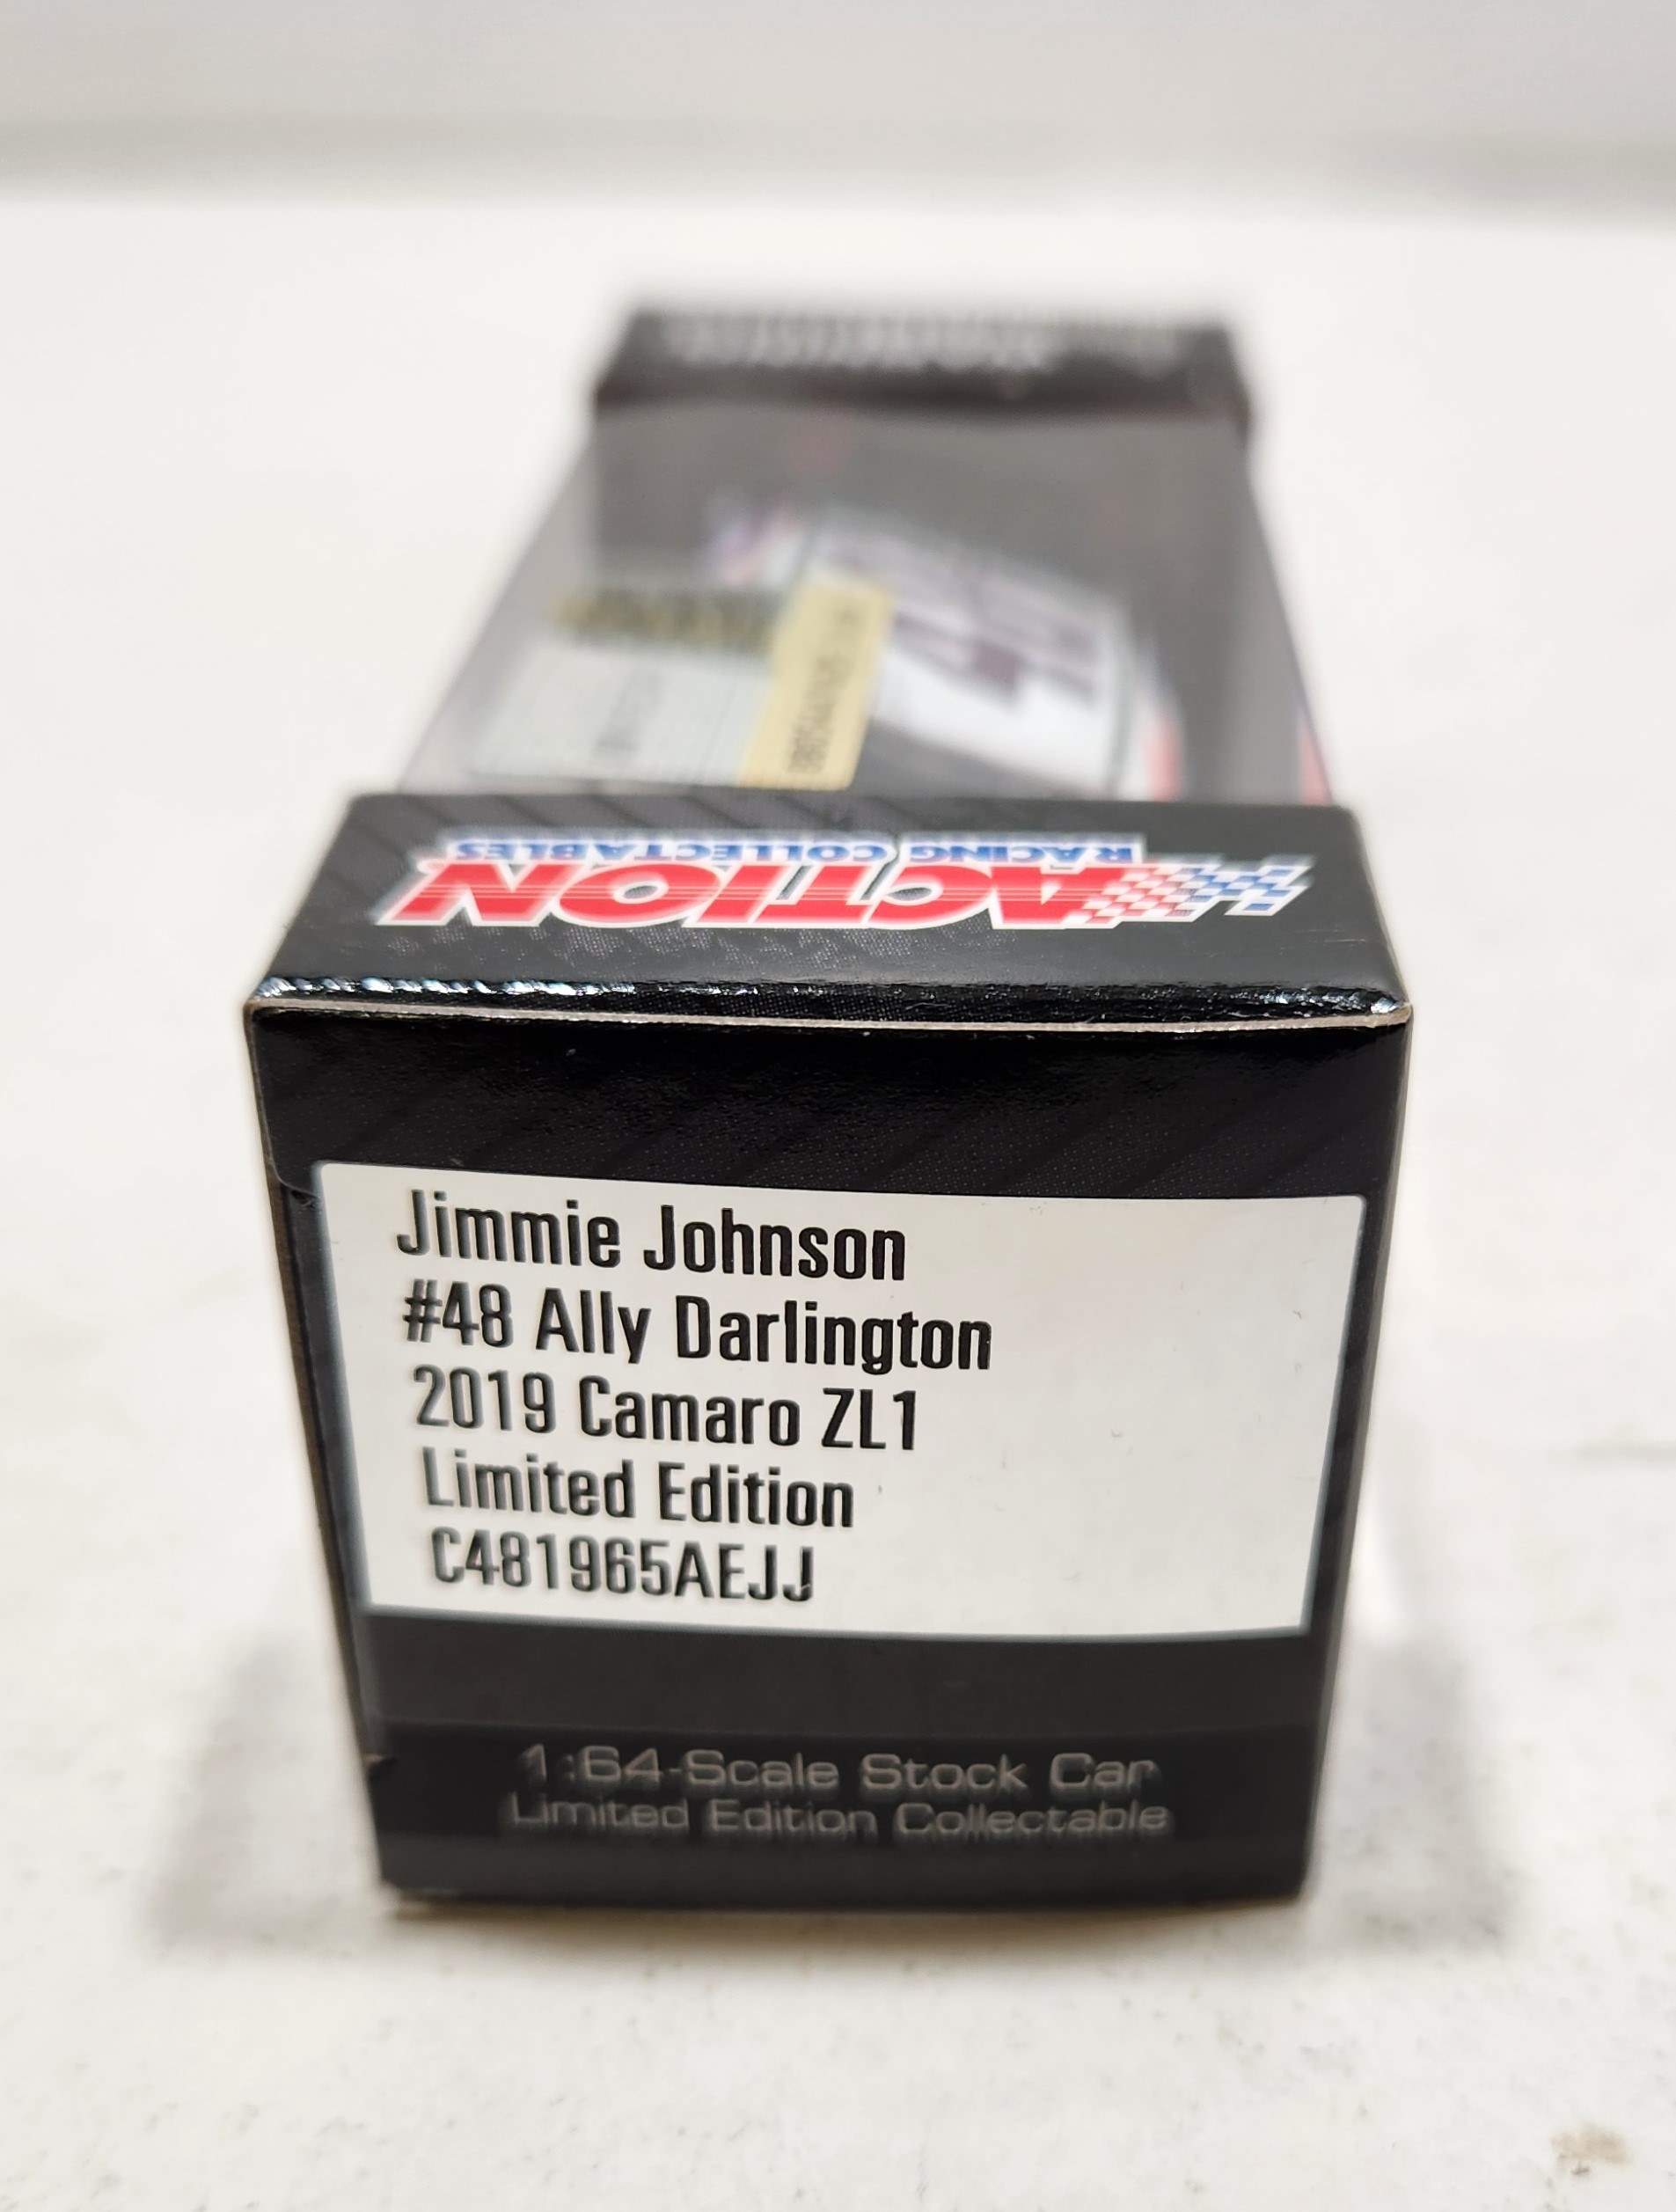 ACTION
RACING COLLECTABLES
Jimmie Johnson
#48 Ally Darlington
2019 Camaro ZL1
Limited Edition
C481965AEJJ
1:64-Scale Stock Car
Limited Edition Collectable